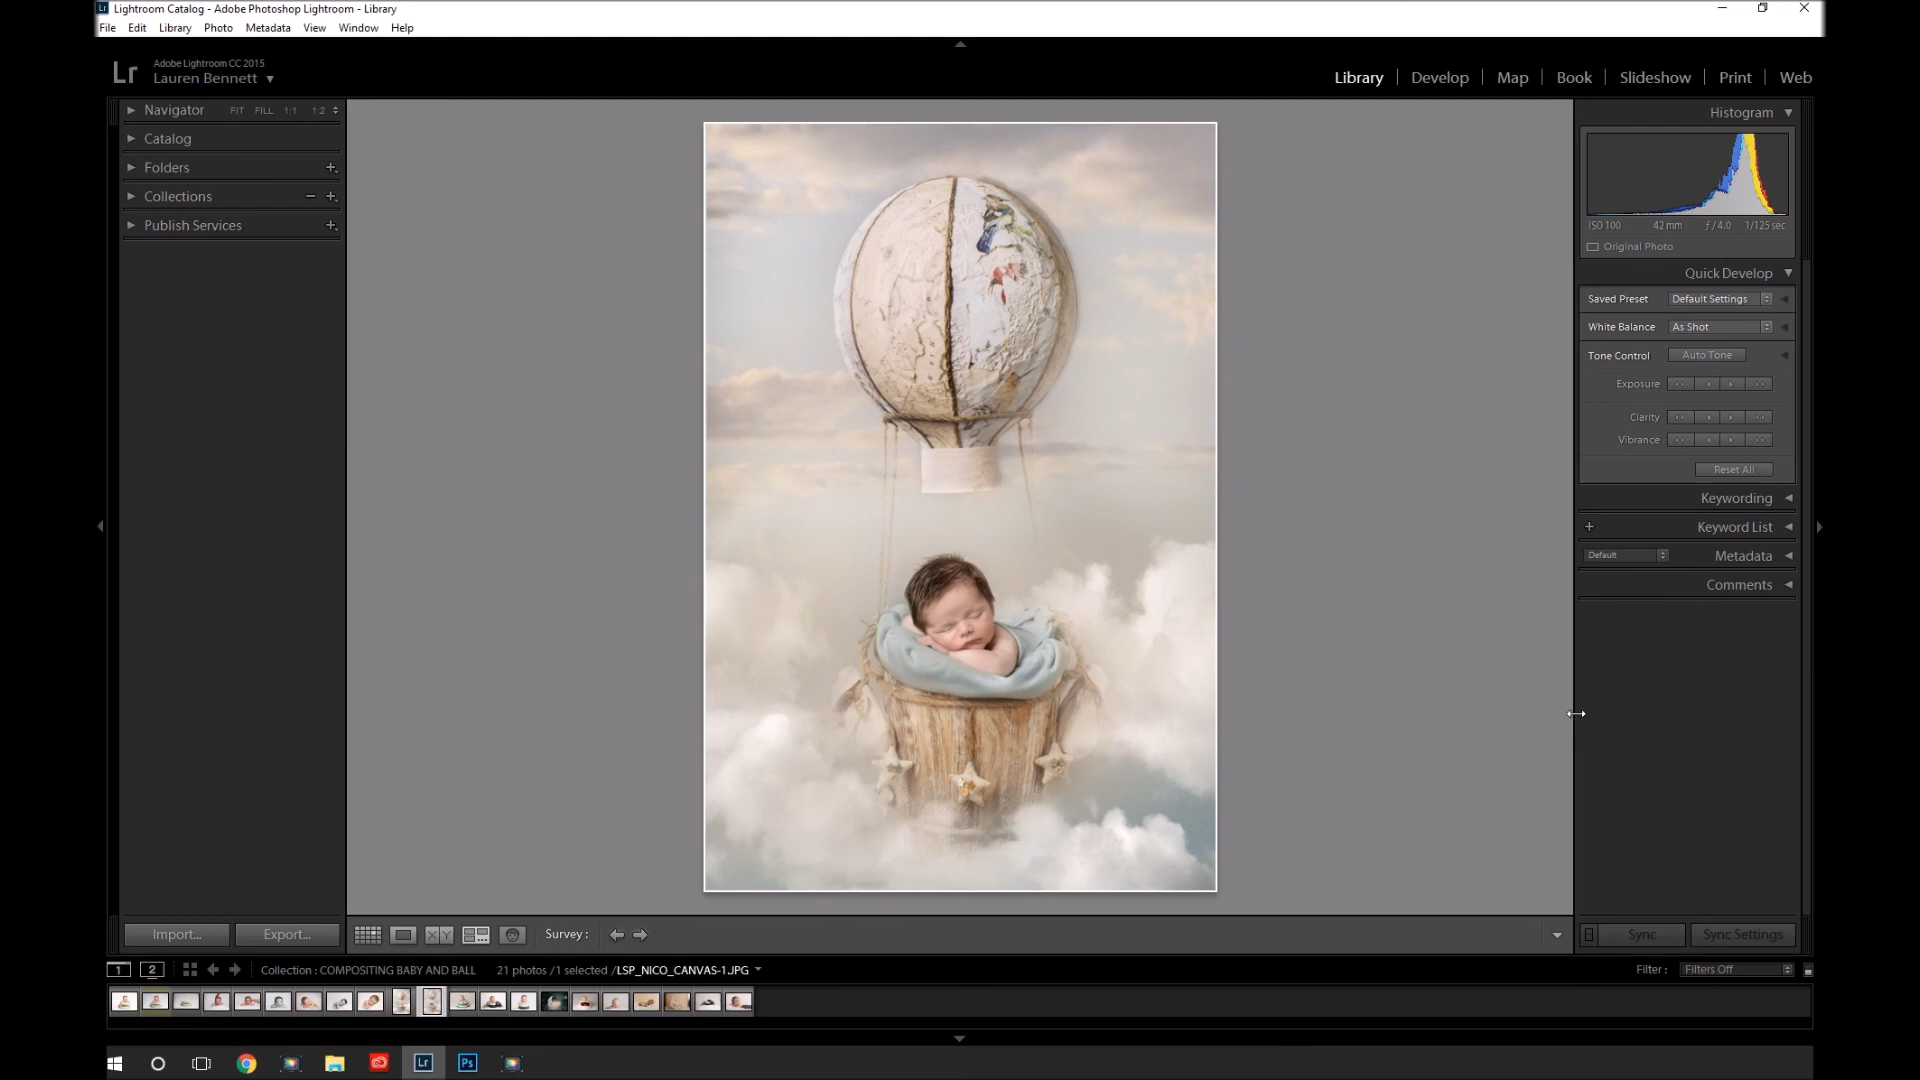 Lr Lightroom Catalog - Adobe Photoshop Lightroom - Library
File Edit Library Photo Metadata View Window Help
Lr Adobe Lightroom CC 2015
Lauren Bennett
Library | Develop | Map | Book | Slideshow | Print | Web
Navigator FIT FILL 1:1 1:2
Catalog
Folders
Collections
Publish Services
Histogram
ISO 100 42 mm ƒ / 4.0 1/125 sec
Original Photo
Quick Develop
Saved Preset Default Settings
White Balance As Shot
Tone Control Auto Tone
Exposure
Clarity
Vibrance
Reset All
Keywording
Keyword List
Default Metadata
Comments
Import... Export...
X Y Survey :
Sync Sync Settings
1 2 Collection : COMPOSITING BABY AND BALL 21 photos / 1 selected / LSP_NICO_CANVAS-1.JPG
Filter : Filters Off
Lr Ps